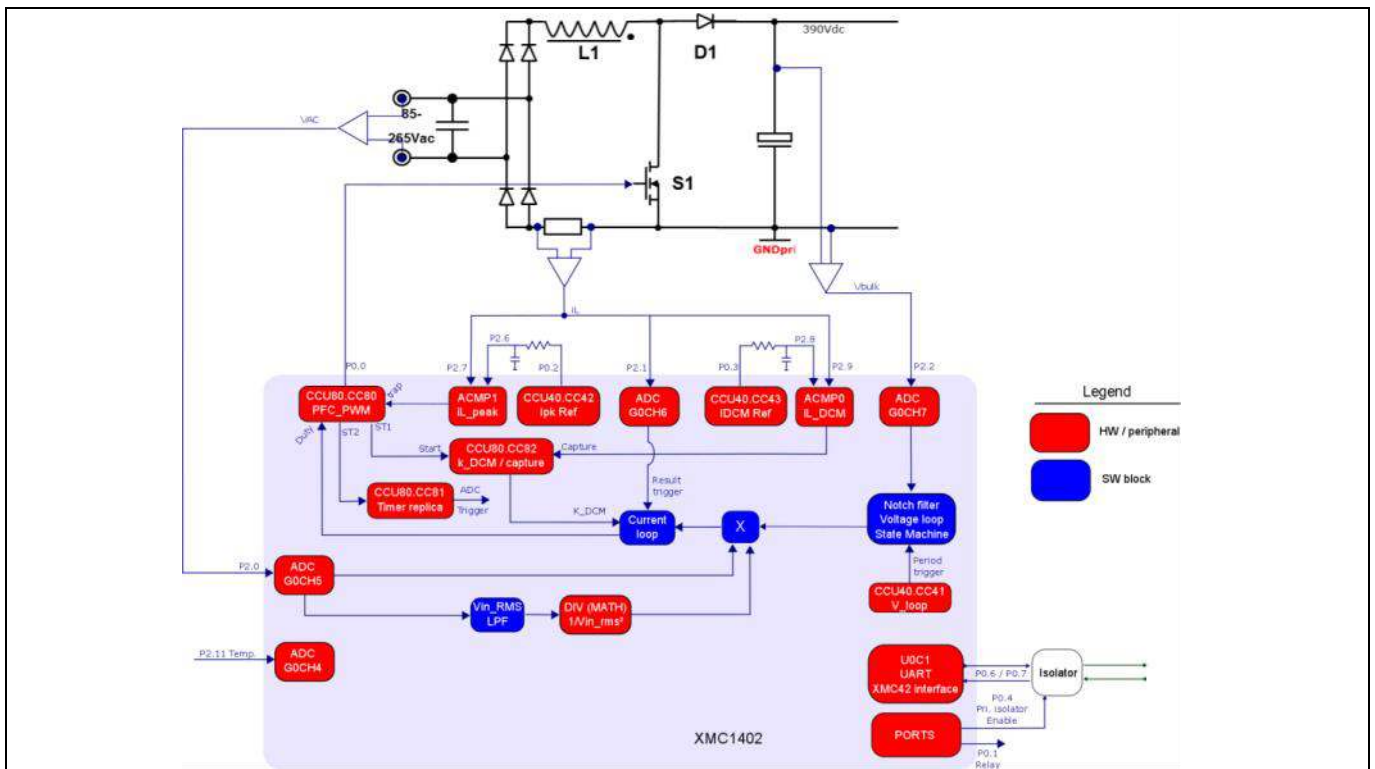 390Vdc
L1
D1
85-
VAC
265Vac
S1
GNDpri
Vbulk
IL
P2.6
P2.8
P0.0
P2.7
P0.2
P2.1
P0.3
P2.9
P2.2
CCU80.CC80
PFC_PWM
trap
ACMP1
iL_peak
CCU40.CC42
Ipk Ref
ADC
G0CH6
CCU40.CC43
IDCM Ref
ACMP0
IL_DCM
ADC
G0CH7
Legend
HW / peripheral
SW block
Duty
ST2
ST1
Start
CCU80.CC82
k_DCM / capture
Capture
CCU80.CC81
Timer replica
ADC
Trigger
Result
trigger
K_DCM
Current
loop
X
Notch filter
Voltage loop
State Machine
Period
trigger
CCU40.CC41
V_loop
P2.0
ADC
G0CH5
Vin_RMS
LPF
DIV (MATH)
1/Vin_rms²
P2.11 Temp.
ADC
G0CH4
U0C1
UART
XMC42 interface
P0.6 / P0.7
Isolator
P0.4
Pri. isolator
Enable
PORTS
P0.1
Relay
XMC1402